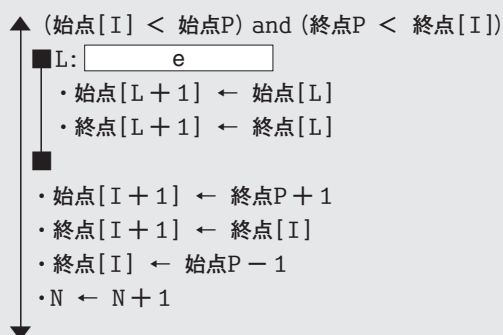 ▲ (始点[I] < 始点P) and (終点P < 終点[I])
■L: e
・始点[L+1] ← 始点[L]
・終点[L+1] ← 終点[L]
■
・始点[I+1] ← 終点P+1
・終点[I+1] ← 終点[I]
・終点[I] ← 始点P-1
・N ← N+1
▼